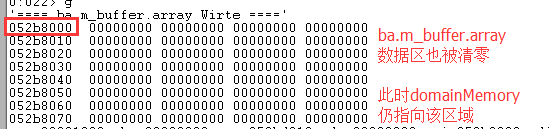 0:022> g
'==== ba.m_buffer.array Wirte ===='
052b8000  00000000 00000000 00000000 00000000
052b8010  00000000 00000000 00000000 00000000
052b8020  00000000 00000000 00000000 00000000
052b8030  00000000 00000000 00000000 00000000
052b8040  00000000 00000000 00000000 00000000
052b8050  00000000 00000000 00000000 00000000
052b8060  00000000 00000000 00000000 00000000
052b8070  00000000 00000000 00000000 00000000
ba.m_buffer.array
数据区也被清零
此时domainMemory
仍指向该区域